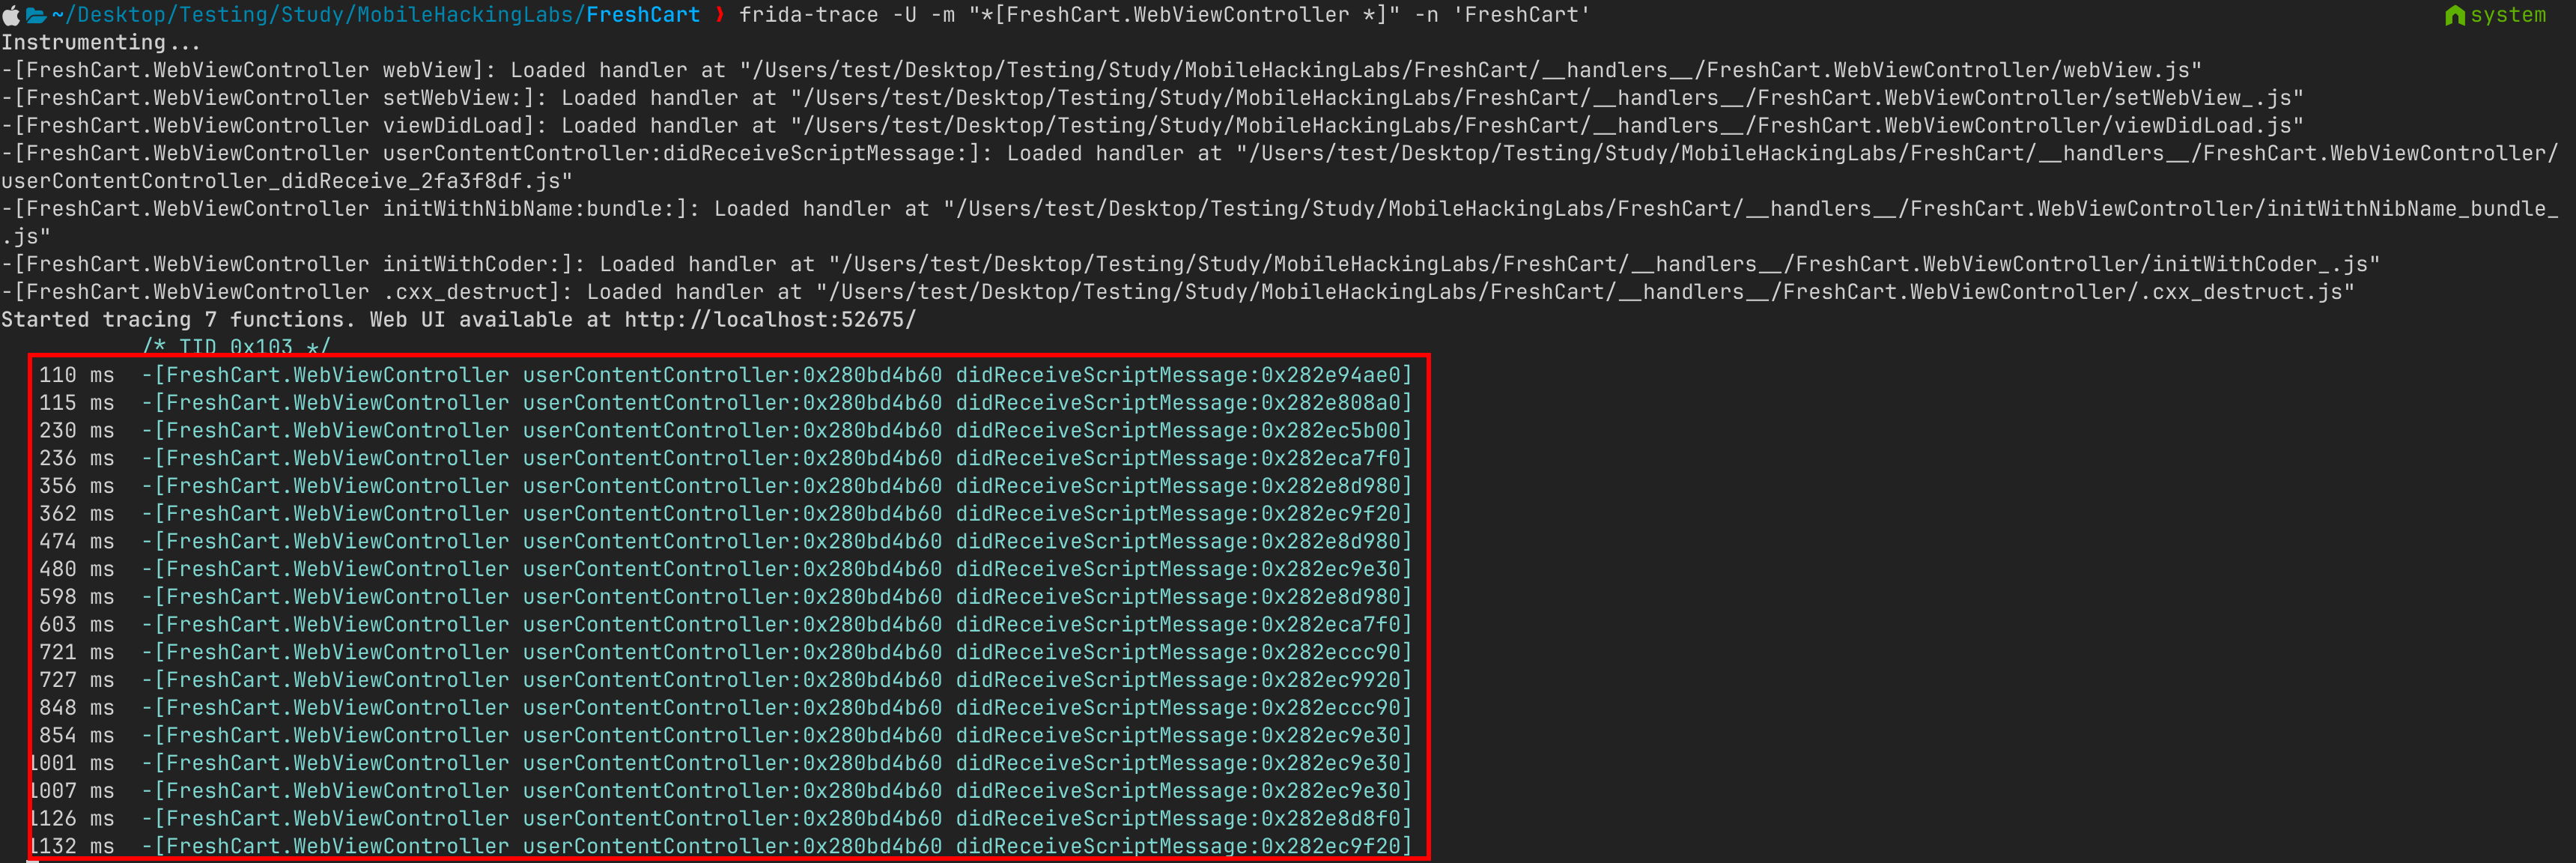 ~/Desktop/Testing/Study/MobileHackingLabs/FreshCart ❯ frida-trace -U -m "*[FreshCart.WebViewController *]" -n 'FreshCart' system
Instrumenting...
-[FreshCart.WebViewController webView]: Loaded handler at "/Users/test/Desktop/Testing/Study/MobileHackingLabs/FreshCart/__handlers__/FreshCart.WebViewController/webView.js"
-[FreshCart.WebViewController setWebView:]: Loaded handler at "/Users/test/Desktop/Testing/Study/MobileHackingLabs/FreshCart/__handlers__/FreshCart.WebViewController/setWebView_.js"
-[FreshCart.WebViewController viewDidLoad]: Loaded handler at "/Users/test/Desktop/Testing/Study/MobileHackingLabs/FreshCart/__handlers__/FreshCart.WebViewController/viewDidLoad.js"
-[FreshCart.WebViewController userContentController:didReceiveScriptMessage:]: Loaded handler at "/Users/test/Desktop/Testing/Study/MobileHackingLabs/FreshCart/__handlers__/FreshCart.WebViewController/
userContentController_didReceive_2fa3f8df.js"
-[FreshCart.WebViewController initWithNibName:bundle:]: Loaded handler at "/Users/test/Desktop/Testing/Study/MobileHackingLabs/FreshCart/__handlers__/FreshCart.WebViewController/initWithNibName_bundle_
.js"
-[FreshCart.WebViewController initWithCoder:]: Loaded handler at "/Users/test/Desktop/Testing/Study/MobileHackingLabs/FreshCart/__handlers__/FreshCart.WebViewController/initWithCoder_.js"
-[FreshCart.WebViewController .cxx_destruct]: Loaded handler at "/Users/test/Desktop/Testing/Study/MobileHackingLabs/FreshCart/__handlers__/FreshCart.WebViewController/.cxx_destruct.js"
Started tracing 7 functions. Web UI available at http://localhost:52675/
/* TID 0x103 */
110 ms -[FreshCart.WebViewController userContentController:0x280bd4b60 didReceiveScriptMessage:0x282e94ae0]
115 ms -[FreshCart.WebViewController userContentController:0x280bd4b60 didReceiveScriptMessage:0x282e808a0]
230 ms -[FreshCart.WebViewController userContentController:0x280bd4b60 didReceiveScriptMessage:0x282ec5b00]
236 ms -[FreshCart.WebViewController userContentController:0x280bd4b60 didReceiveScriptMessage:0x282eca7f0]
356 ms -[FreshCart.WebViewController userContentController:0x280bd4b60 didReceiveScriptMessage:0x282e8d980]
362 ms -[FreshCart.WebViewController userContentController:0x280bd4b60 didReceiveScriptMessage:0x282ec9f20]
474 ms -[FreshCart.WebViewController userContentController:0x280bd4b60 didReceiveScriptMessage:0x282e8d980]
480 ms -[FreshCart.WebViewController userContentController:0x280bd4b60 didReceiveScriptMessage:0x282ec9e30]
598 ms -[FreshCart.WebViewController userContentController:0x280bd4b60 didReceiveScriptMessage:0x282e8d980]
603 ms -[FreshCart.WebViewController userContentController:0x280bd4b60 didReceiveScriptMessage:0x282eca7f0]
721 ms -[FreshCart.WebViewController userContentController:0x280bd4b60 didReceiveScriptMessage:0x282eccc90]
727 ms -[FreshCart.WebViewController userContentController:0x280bd4b60 didReceiveScriptMessage:0x282ec9920]
848 ms -[FreshCart.WebViewController userContentController:0x280bd4b60 didReceiveScriptMessage:0x282eccc90]
854 ms -[FreshCart.WebViewController userContentController:0x280bd4b60 didReceiveScriptMessage:0x282ec9e30]
1001 ms -[FreshCart.WebViewController userContentController:0x280bd4b60 didReceiveScriptMessage:0x282ec9e30]
1007 ms -[FreshCart.WebViewController userContentController:0x280bd4b60 didReceiveScriptMessage:0x282ec9e30]
1126 ms -[FreshCart.WebViewController userContentController:0x280bd4b60 didReceiveScriptMessage:0x282e8d8f0]
1132 ms -[FreshCart.WebViewController userContentController:0x280bd4b60 didReceiveScriptMessage:0x282ec9f20]